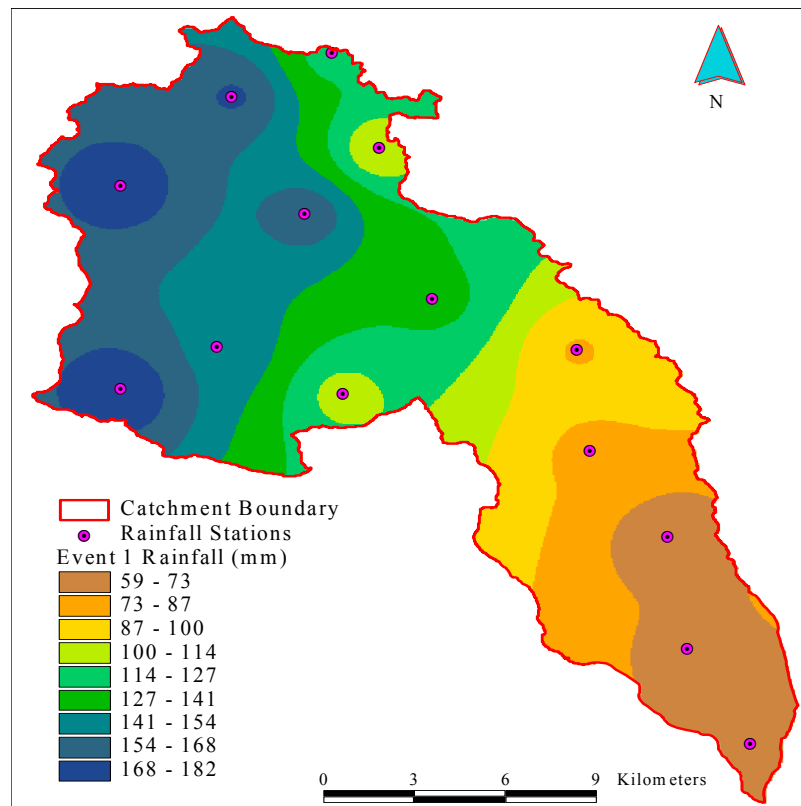 N
Catchment Boundary
Rainfall Stations
Event 1 Rainfall (mm)
59 - 73
73 - 87
87 - 100
100 - 114
114 - 127
127 - 141
141 - 154
154 - 168
168 - 182
0 3 6 9 Kilometers